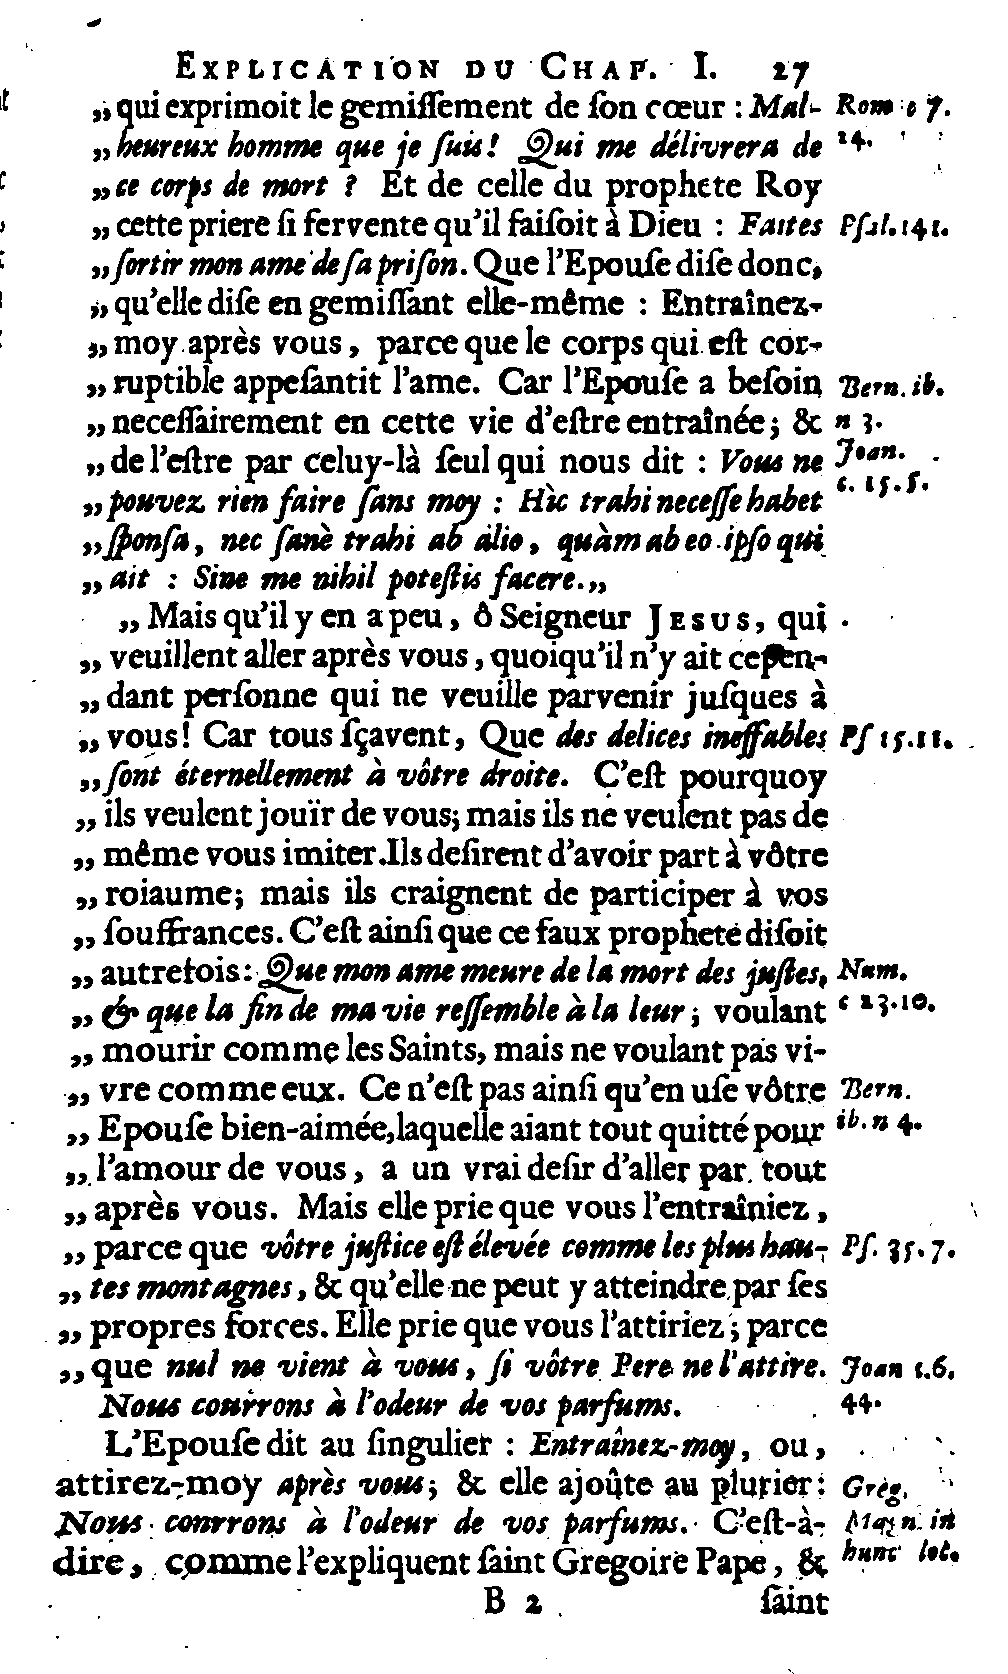 EXPLICATION DU CHAP. I. 27
„ qui exprimoit le gemiſſement de ſon cœur : Mal- Rom c 7.
„ heureux homme que je ſuis! Qui me délivrera de 24.
„ ce corps de mort ? Et de celle du prophete Roy
„ cette priere ſi fervente qu'il faiſoit à Dieu : Faites Pſal. 141.
„ ſortir mon ame de ſa priſon. Que l'Epouſe diſe donc,
„ qu'elle diſe en gemiſſant elle-même : Entraînez-
„ moy après vous, parce que le corps qui eſt cor-
„ ruptible appeſantit l'ame. Car l'Epouſe a beſoin Bern. ib.
„ neceſſairement en cette vie d'eſtre entraînée; & n 3.
„ de l'eſtre par celuy-là ſeul qui nous dit : Vous ne Joan.
„ pouvez rien faire ſans moy : Hìc trahi neceſſe habet c. 15. 5.
„ ſponſa, nec ſanè trahi ab alio, quàm ab eo ipſo qui
„ ait : Sine me nihil poteſtis facere.„
„ Mais qu'il y en a peu, ô Seigneur JESUS, qui
„ veuillent aller après vous, quoiqu'il n'y ait cepen-
„ dant perſonne qui ne veuille parvenir juſques à
„ vous! Car tous ſçavent, Que des delices ineffables Pſ 15. 11.
„ ſont éternellement à vôtre droite. C'eſt pourquoy
„ ils veulent jouïr de vous; mais ils ne veulent pas de
„ même vous imiter. Ils deſirent d'avoir part à vôtre
„ roiaume; mais ils craignent de participer à vos
„ ſouffrances. C'eſt ainſi que ce faux prophete diſoit
„ autrefois : Que mon ame meure de la mort des juſtes, Num.
„ & que la fin de ma vie reſſemble à la leur; voulant c 23. 10.
„ mourir comme les Saints, mais ne voulant pas vi-
„ vre comme eux. Ce n'eſt pas ainſi qu'en uſe vôtre Bern.
„ Epouſe bien-aimée, laquelle aiant tout quitté pour ib. n 4.
„ l'amour de vous, a un vrai deſir d'aller par tout
„ après vous. Mais elle prie que vous l'entraîniez,
„ parce que vôtre juſtice eſt élevée comme les plus hau- Pſ. 35. 7.
„ tes montagnes, & qu'elle ne peut y atteindre par ſes
„ propres forces. Elle prie que vous l'attiriez; parce
„ que nul ne vient à vous, ſi vôtre Pere ne l'attire. Joan c. 6.
Nous courrons à l'odeur de vos parfums. 44.
L'Epouſe dit au ſingulier : Entraînez-moy, ou,
attirez-moy après vous; & elle ajoûte au plurier : Greg.
Nous courrons à l'odeur de vos parfums. C'eſt-à- Magn. in
dire, comme l'expliquent ſaint Gregoire Pape, & hunc loc.
B 2 ſaint